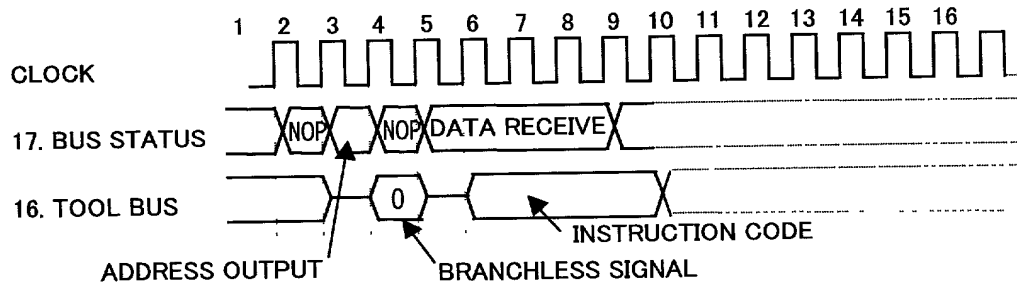 1 2 3 4 5 6 7 8 9 10 11 12 13 14 15 16
CLOCK
17. BUS STATUS NOP NOP DATA RECEIVE
16. TOOL BUS 0
INSTRUCTION CODE
ADDRESS OUTPUT BRANCHLESS SIGNAL